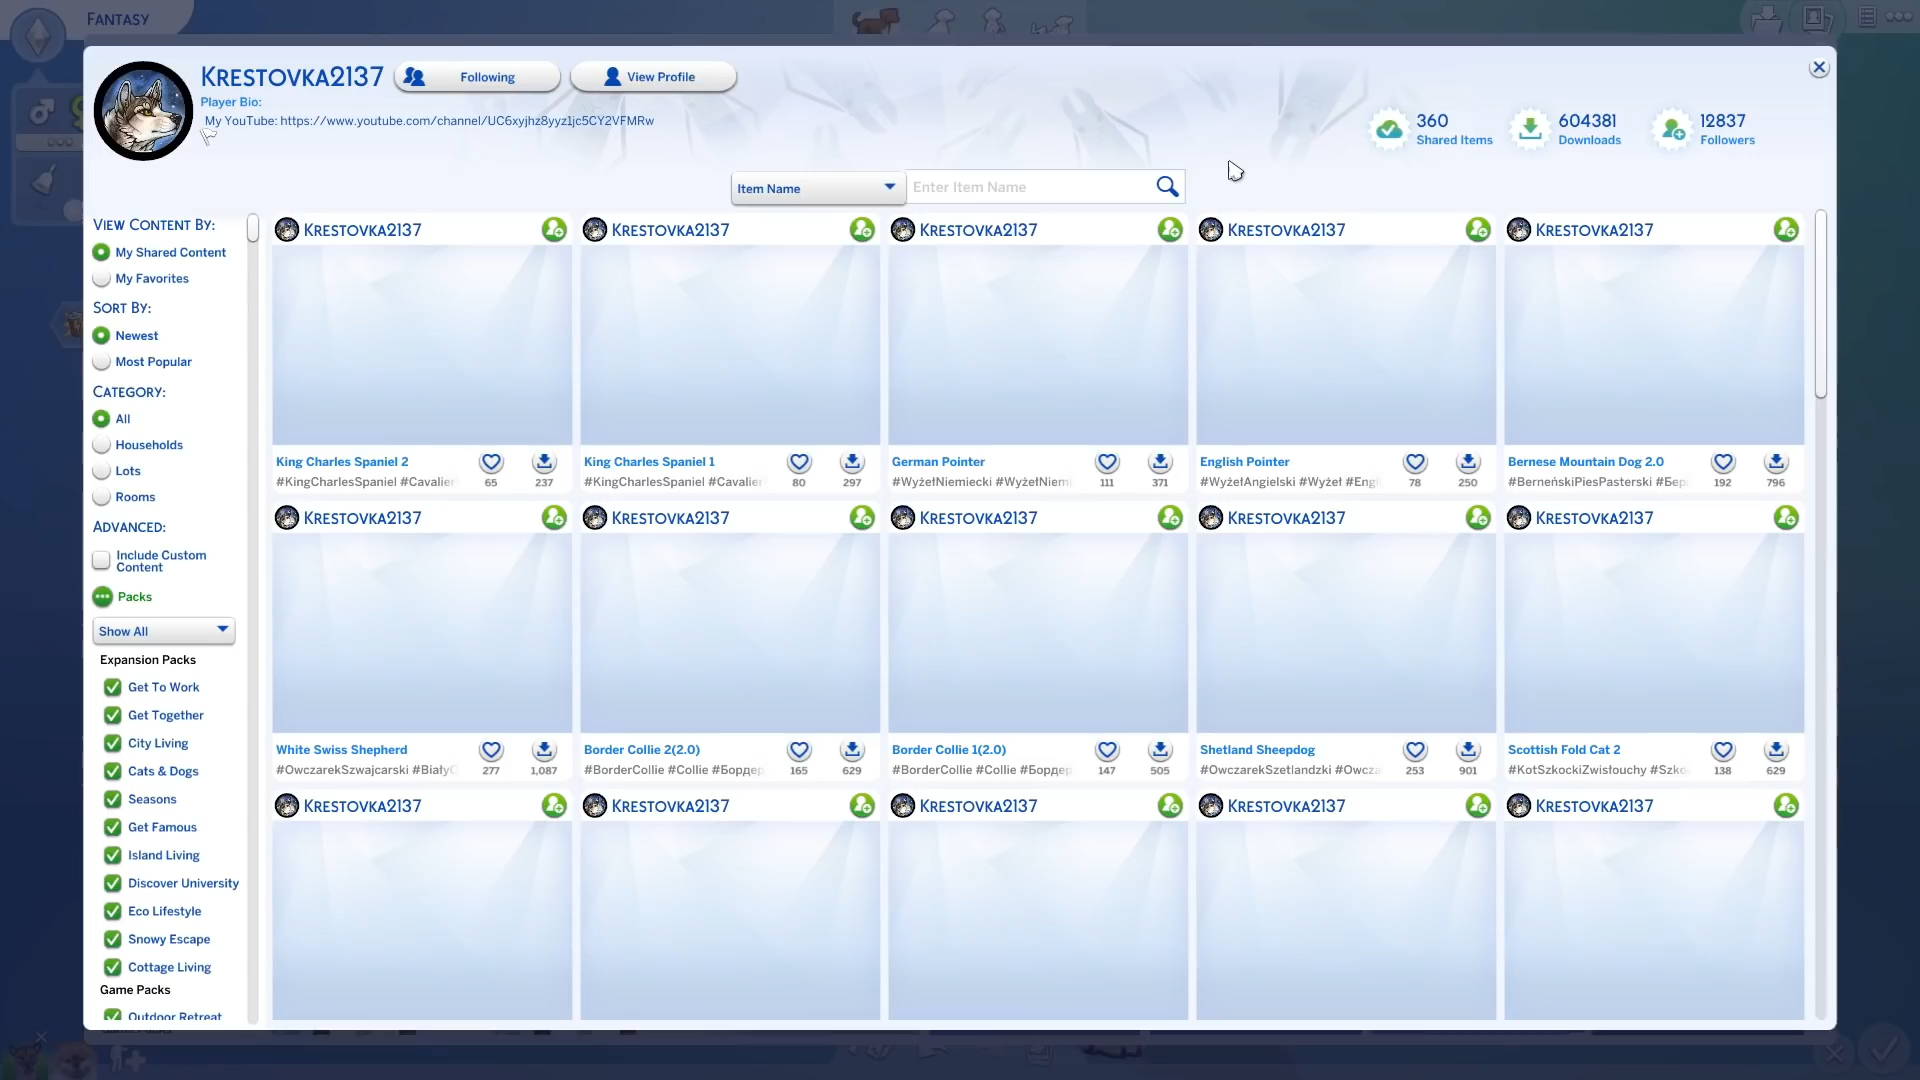 FANTASY
KRESTOVKA2137
Following
View Profile
Player Bio:
My YouTube: https://www.youtube.com/channel/UC6xyjhz8yyz1jc5CY2VFMRw
360
Shared Items
604381
Downloads
12837
Followers
Item Name
Enter Item Name
VIEW CONTENT BY:
My Shared Content
My Favorites
SORT BY:
Newest
Most Popular
CATEGORY:
All
Households
Lots
Rooms
ADVANCED:
Include Custom
Content
Packs
Show All
Expansion Packs
Get To Work
Get Together
City Living
Cats & Dogs
Seasons
Get Famous
Island Living
Discover University
Eco Lifestyle
Snowy Escape
Cottage Living
Game Packs
Outdoor Retreat
KRESTOVKA2137 KRESTOVKA2137 KRESTOVKA2137 KRESTOVKA2137 KRESTOVKA2137
King Charles Spaniel 2
#KingCharlesSpaniel #Cavalier
65 237
King Charles Spaniel 1
#KingCharlesSpaniel #Cavalier
80 297
German Pointer
#WyżełNiemiecki #WyżełNiem
111 371
English Pointer
#WyżełAngielski #Wyżeł #Engl
78 250
Bernese Mountain Dog 2.0
#BerneńskiPiesPasterski #Бер
192 796
KRESTOVKA2137 KRESTOVKA2137 KRESTOVKA2137 KRESTOVKA2137 KRESTOVKA2137
White Swiss Shepherd
#OwczarekSzwajcarski #BiałyO
277 1,087
Border Collie 2(2.0)
#BorderCollie #Collie #Бордер
165 629
Border Collie 1(2.0)
#BorderCollie #Collie #Бордер
147 505
Shetland Sheepdog
#OwczarekSzetlandzki #Owcza
253 901
Scottish Fold Cat 2
#KotSzkockiZwisłouchy #Szko
138 629
KRESTOVKA2137 KRESTOVKA2137 KRESTOVKA2137 KRESTOVKA2137 KRESTOVKA2137